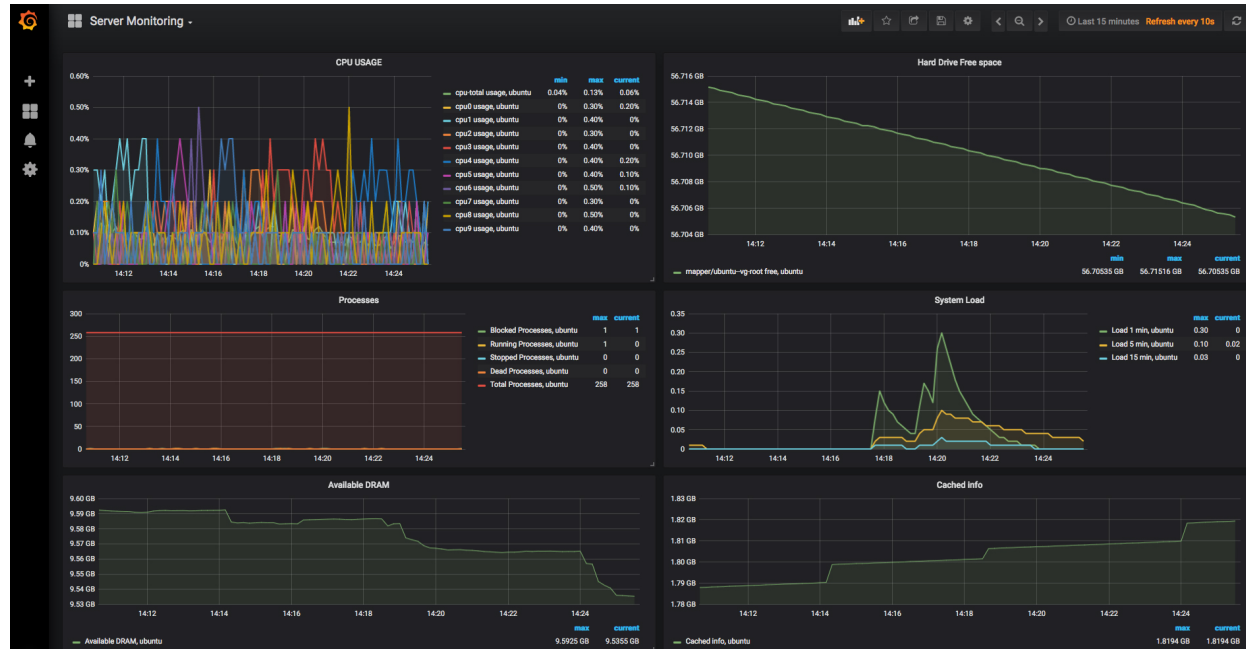 Server Monitoring
Last 15 minutes Refresh every 10s
CPU USAGE
0.60%
0.50%
0.40%
0.30%
0.20%
0.10%
0%
14:12 14:14 14:16 14:18 14:20 14:22 14:24
min max current
cpu-total usage, ubuntu 0.04% 0.13% 0.06%
cpu0 usage, ubuntu 0% 0.30% 0.20%
cpu1 usage, ubuntu 0% 0.40% 0%
cpu2 usage, ubuntu 0% 0.30% 0%
cpu3 usage, ubuntu 0% 0.40% 0%
cpu4 usage, ubuntu 0% 0.40% 0.20%
cpu5 usage, ubuntu 0% 0.40% 0.10%
cpu6 usage, ubuntu 0% 0.50% 0.10%
cpu7 usage, ubuntu 0% 0.30% 0%
cpu8 usage, ubuntu 0% 0.50% 0%
cpu9 usage, ubuntu 0% 0.40% 0%
Hard Drive Free space
56.716 GB
56.714 GB
56.712 GB
56.710 GB
56.708 GB
56.706 GB
56.704 GB
14:12 14:14 14:16 14:18 14:20 14:22 14:24
min max current
mapper/ubuntu--vg-root free, ubuntu 56.70535 GB 56.71516 GB 56.70535 GB
Processes
300
250
200
150
100
50
0
14:12 14:14 14:16 14:18 14:20 14:22 14:24
max current
Blocked Processes, ubuntu 1 1
Running Processes, ubuntu 1 0
Stopped Processes, ubuntu 0 0
Dead Processes, ubuntu 0 0
Total Processes, ubuntu 258 258
System Load
0.35
0.30
0.25
0.20
0.15
0.10
0.05
0
14:12 14:14 14:16 14:18 14:20 14:22 14:24
max current
Load 1 min, ubuntu 0.30 0
Load 5 min, ubuntu 0.10 0.02
Load 15 min, ubuntu 0.03 0
Available DRAM
9.60 GB
9.59 GB
9.58 GB
9.57 GB
9.56 GB
9.55 GB
9.54 GB
9.53 GB
14:12 14:14 14:16 14:18 14:20 14:22 14:24
max current
Available DRAM, ubuntu 9.5925 GB 9.5355 GB
Cached info
1.83 GB
1.82 GB
1.81 GB
1.80 GB
1.79 GB
1.78 GB
14:12 14:14 14:16 14:18 14:20 14:22 14:24
max current
Cached info, ubuntu 1.8194 GB 1.8194 GB